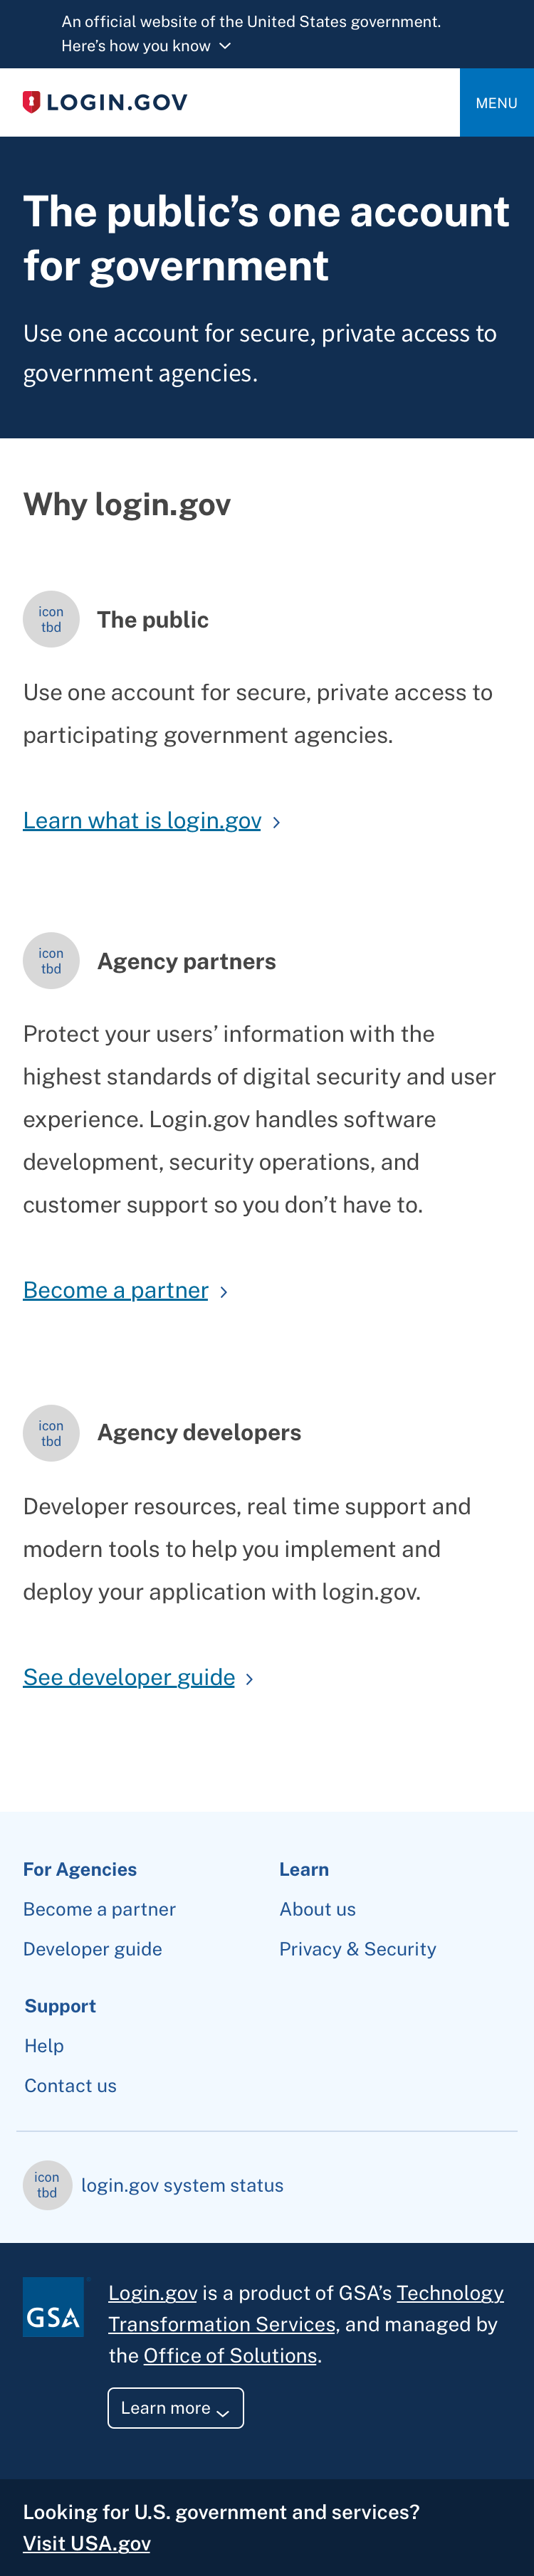 An official website of the United States government.
Here’s how you know
LOGIN.GOV
MENU
The public’s one account
for government
Use one account for secure, private access to
government agencies.
Why login.gov
icon
tbd
The public
Use one account for secure, private access to
participating government agencies.
Learn what is login.gov
icon
tbd
Agency partners
Protect your users’ information with the
highest standards of digital security and user
experience. Login.gov handles software
development, security operations, and
customer support so you don’t have to.
Become a partner
icon
tbd
Agency developers
Developer resources, real time support and
modern tools to help you implement and
deploy your application with login.gov.
See developer guide
For Agencies
Become a partner
Developer guide
Learn
About us
Privacy & Security
Support
Help
Contact us
icon
tbd
login.gov system status
GSA
Login.gov is a product of GSA’s Technology
Transformation Services, and managed by
the Office of Solutions.
Learn more
Looking for U.S. government and services?
Visit USA.gov